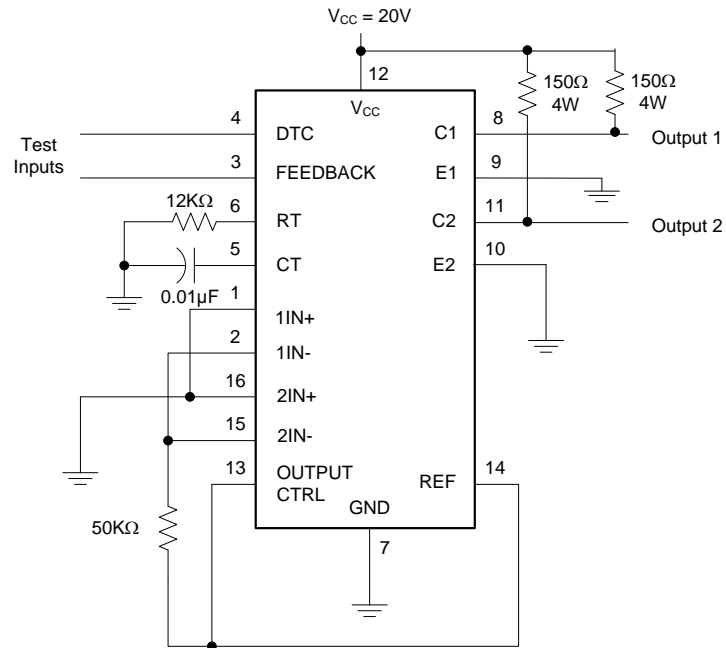 V_CC = 20V
12
150Ω
4W
150Ω
4W
V_CC
4
DTC
C1
8
Output 1
Test
Inputs
3
FEEDBACK
E1
9
12KΩ
6
RT
C2
11
Output 2
5
CT
E2
10
0.01µF
1
1IN+
2
1IN-
16
2IN+
15
2IN-
13
OUTPUT
CTRL
REF
14
GND
50KΩ
7